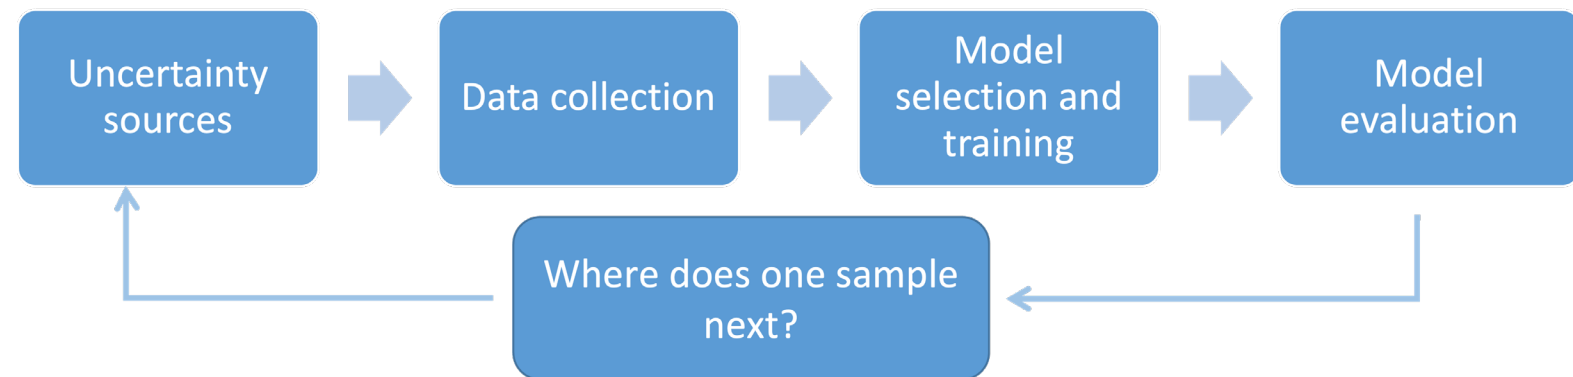 Uncertainty
sources
Data collection
Model
selection and
training
Model
evaluation
Where does one sample
next?